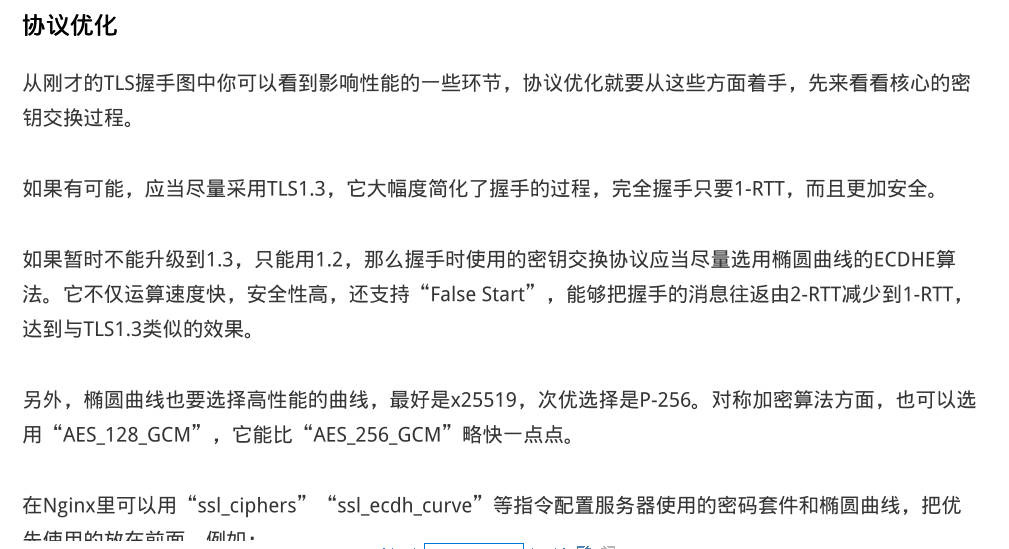 协议优化
从刚才的TLS握手图中你可以看到影响性能的一些环节，协议优化就要从这些方面着手，先来看看核心的密
钥交换过程。
如果有可能，应当尽量采用TLS1.3，它大幅度简化了握手的过程，完全握手只要1-RTT，而且更加安全。
如果暂时不能升级到1.3，只能用1.2，那么握手时使用的密钥交换协议应当尽量选用椭圆曲线的ECDHE算
法。它不仅运算速度快，安全性高，还支持“False Start”，能够把握手的消息往返由2-RTT减少到1-RTT，
达到与TLS1.3类似的效果。
另外，椭圆曲线也要选择高性能的曲线，最好是x25519，次优选择是P-256。对称加密算法方面，也可以选
用“AES_128_GCM”，它能比“AES_256_GCM”略快一点点。
在Nginx里可以用“ssl_ciphers”“ssl_ecdh_curve”等指令配置服务器使用的密码套件和椭圆曲线，把优
先使用的放在前面，例如：